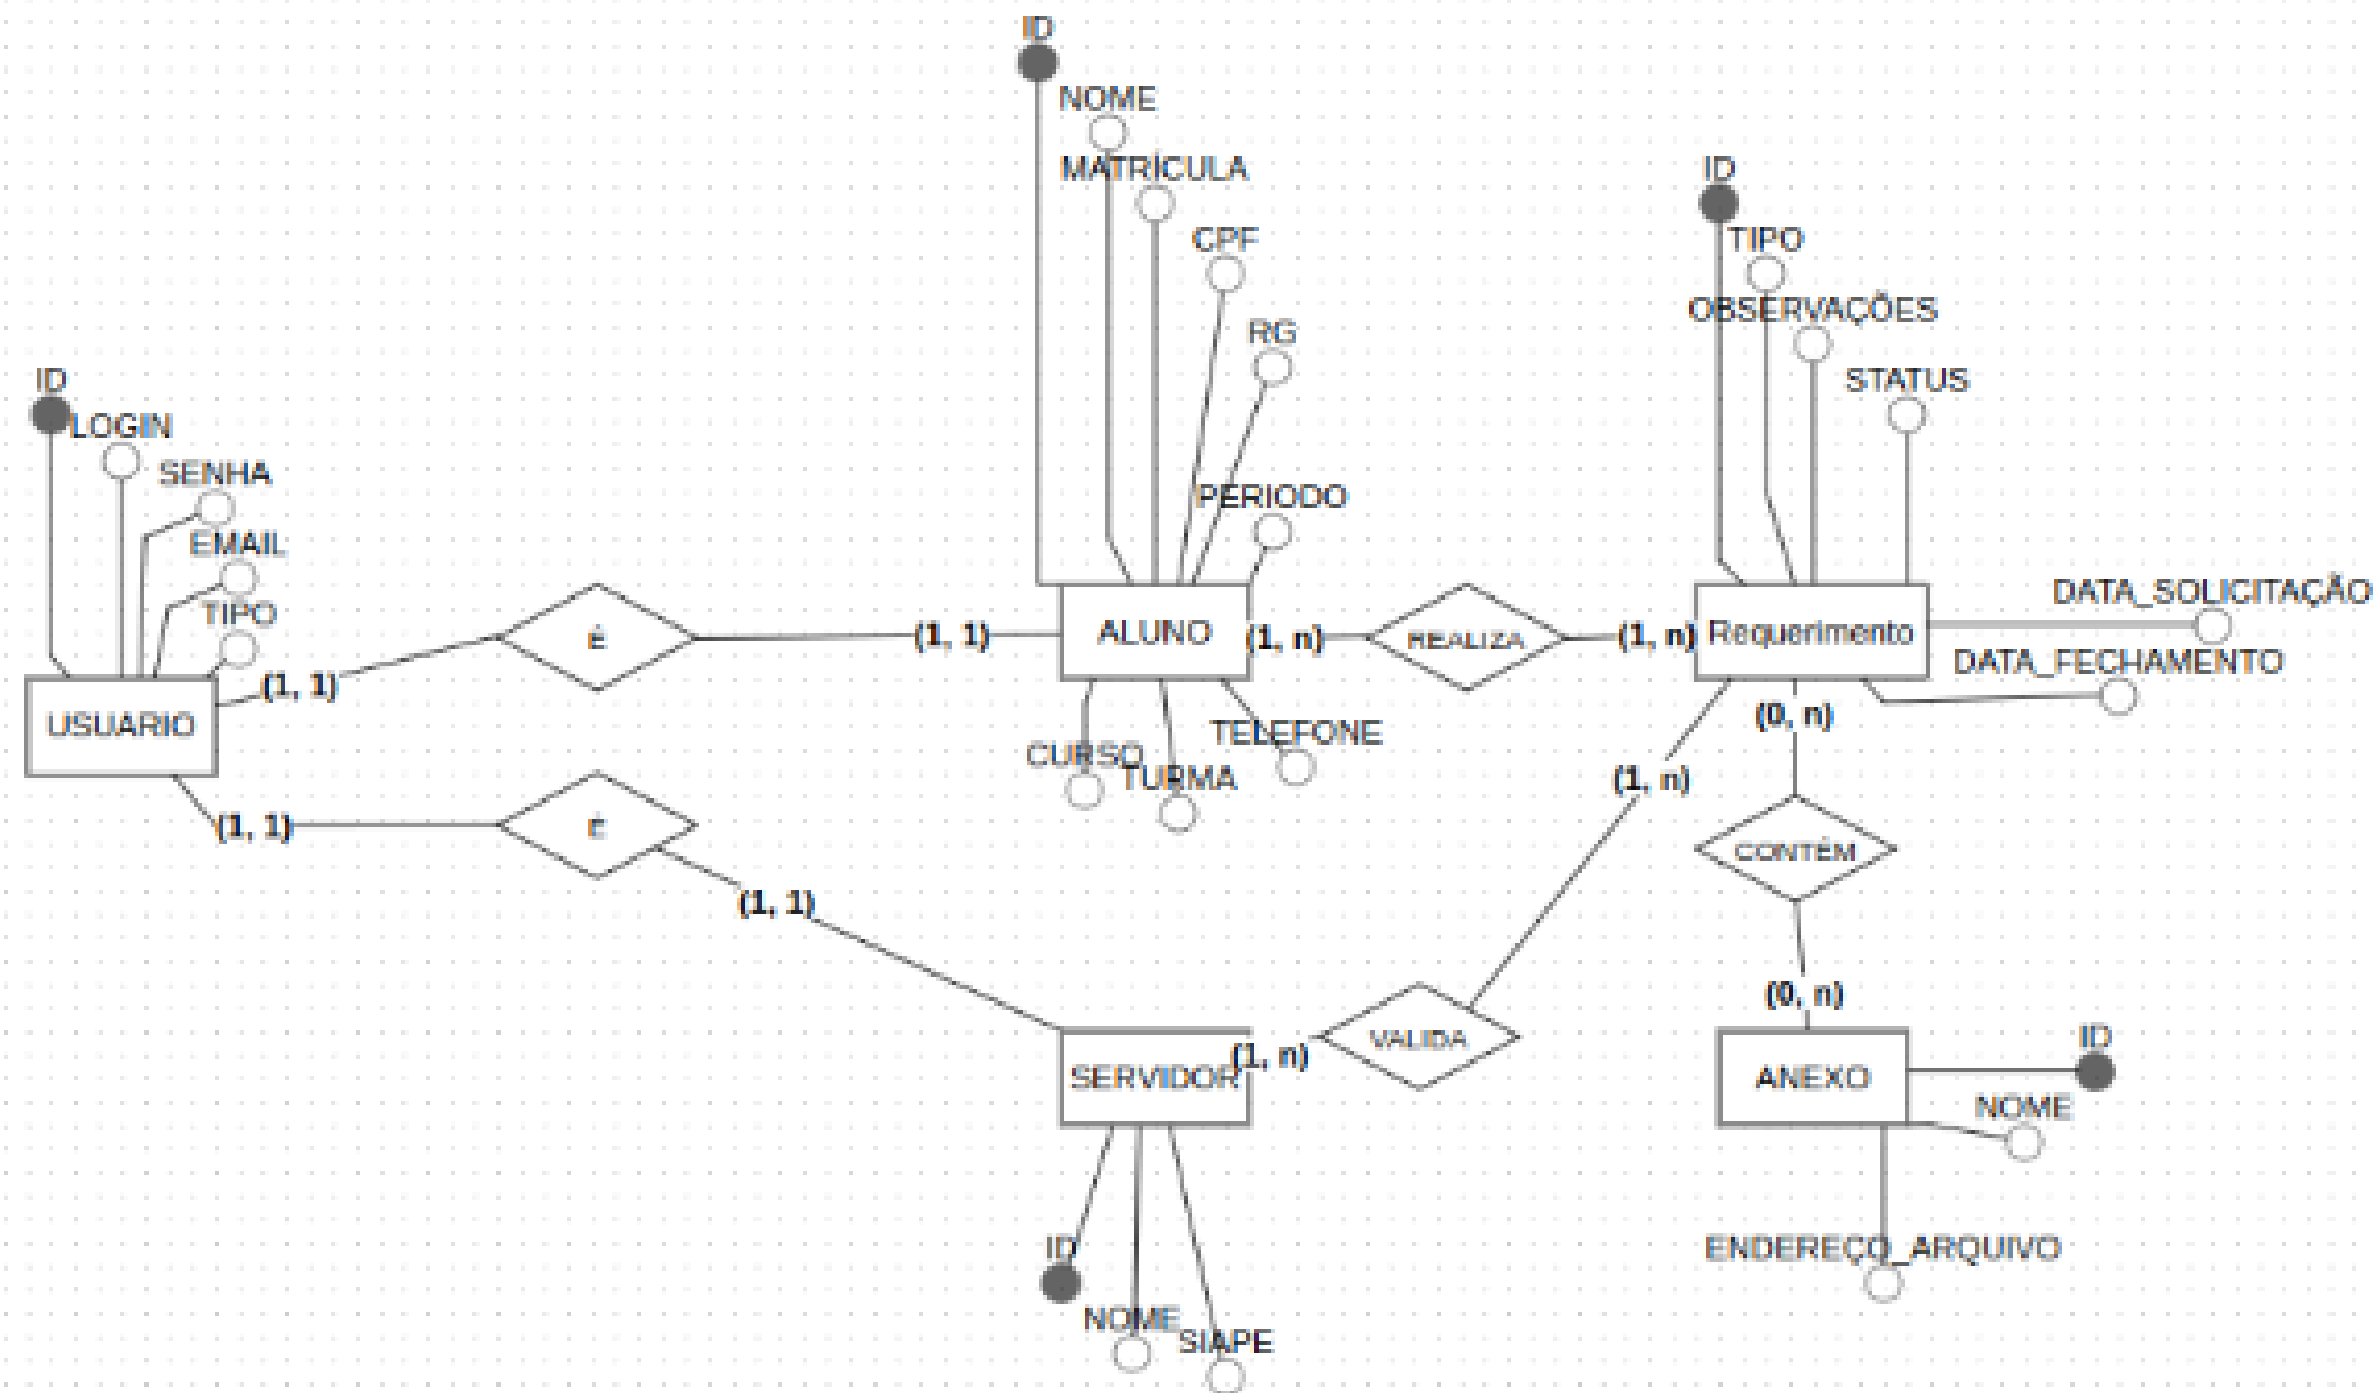 ID
NOME
MATRÍCULA
CPF
RG
PERIODO
ID
TIPO
OBSERVAÇÕES
STATUS
DATA_SOLICITAÇÃO
DATA_FECHAMENTO
ID
LOGIN
SENHA
EMAIL
TIPO
USUARIO
(1, 1)
É
(1, 1)
ALUNO
(1, n)
REALIZA
(1, n)
Requerimento
CURSO
TURMA
TELEFONE
(0, n)
(1, n)
CONTÉM
(0, n)
(1, 1)
É
(1, 1)
SERVIDOR
(1, n)
VALIDA
ANEXO
ID
NOME
ENDEREÇO_ARQUIVO
ID
NOME
SIAPE